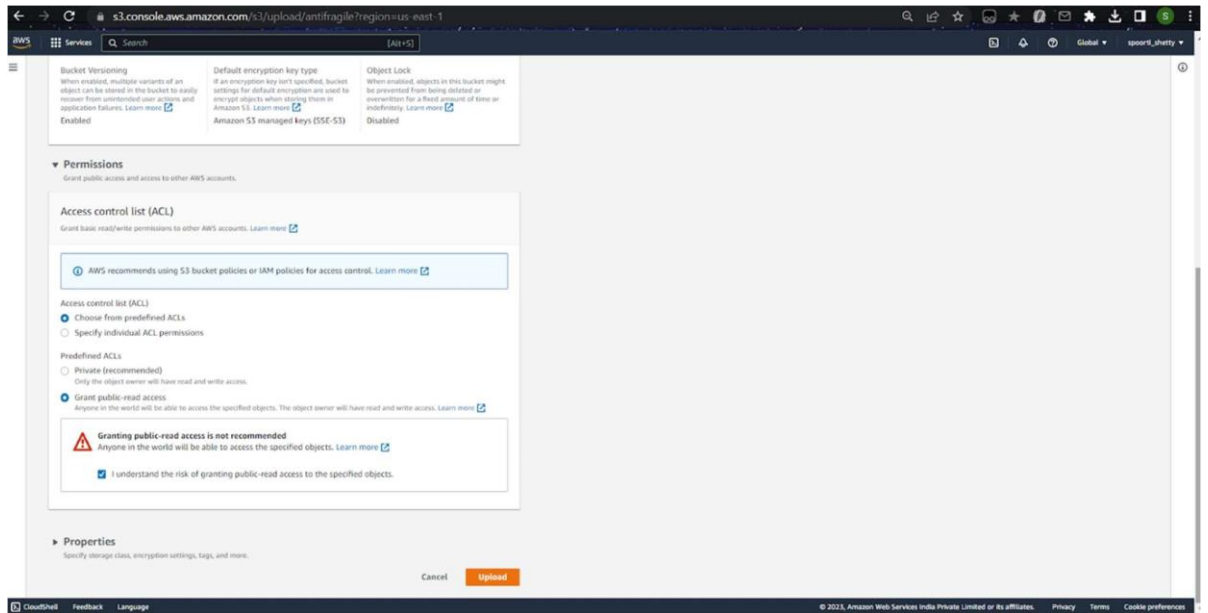 s3.console.aws.amazon.com/s3/upload/antifragile?region=us-east-1
aws
Services
Search
[Alt+S]
Global
spoorti_shetty
Bucket Versioning
When enabled, multiple variants of an
object can be stored in the bucket to easily
recover from unintended user actions and
application failures. Learn more
Enabled
Default encryption key type
If an encryption key isn't specified, bucket
settings for default encryption are used to
encrypt objects when storing them in
Amazon S3. Learn more
Amazon S3 managed keys (SSE-S3)
Object Lock
When enabled, objects in this bucket might
be prevented from being deleted or
overwritten for a fixed amount of time or
indefinitely. Learn more
Disabled
Permissions
Grant public access and access to other AWS accounts.
Access control list (ACL)
Grant basic read/write permissions to other AWS accounts. Learn more
AWS recommends using S3 bucket policies or IAM policies for access control. Learn more
Access control list (ACL)
Choose from predefined ACLs
Specify individual ACL permissions
Predefined ACLs
Private (recommended)
Only the object owner will have read and write access.
Grant public-read access
Anyone in the world will be able to access the specified objects. The object owner will have read and write access. Learn more
Granting public-read access is not recommended
Anyone in the world will be able to access the specified objects. Learn more
I understand the risk of granting public-read access to the specified objects.
Properties
Specify storage class, encryption settings, tags, and more.
Cancel
Upload
CloudShell
Feedback
Language
© 2023, Amazon Web Services India Private Limited or its affiliates.
Privacy
Terms
Cookie preferences